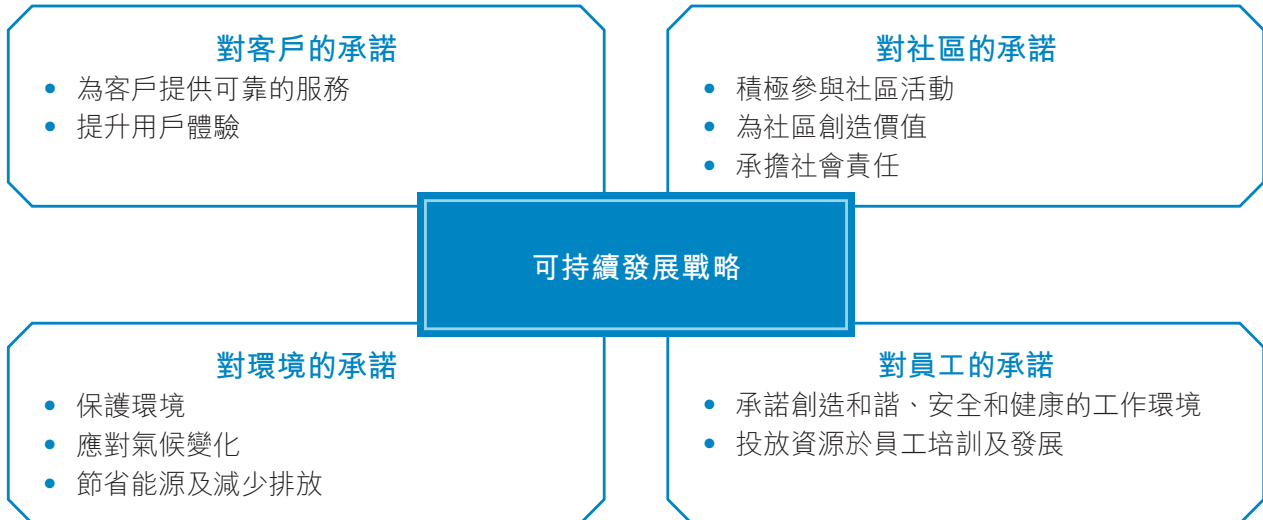 對客戶的承諾
• 為客戶提供可靠的服務
• 提升用戶體驗
對社區的承諾
• 積極參與社區活動
• 為社區創造價值
• 承擔社會責任
可持續發展戰略
對環境的承諾
• 保護環境
• 應對氣候變化
• 節省能源及減少排放
對員工的承諾
• 承諾創造和諧、安全和健康的工作環境
• 投放資源於員工培訓及發展